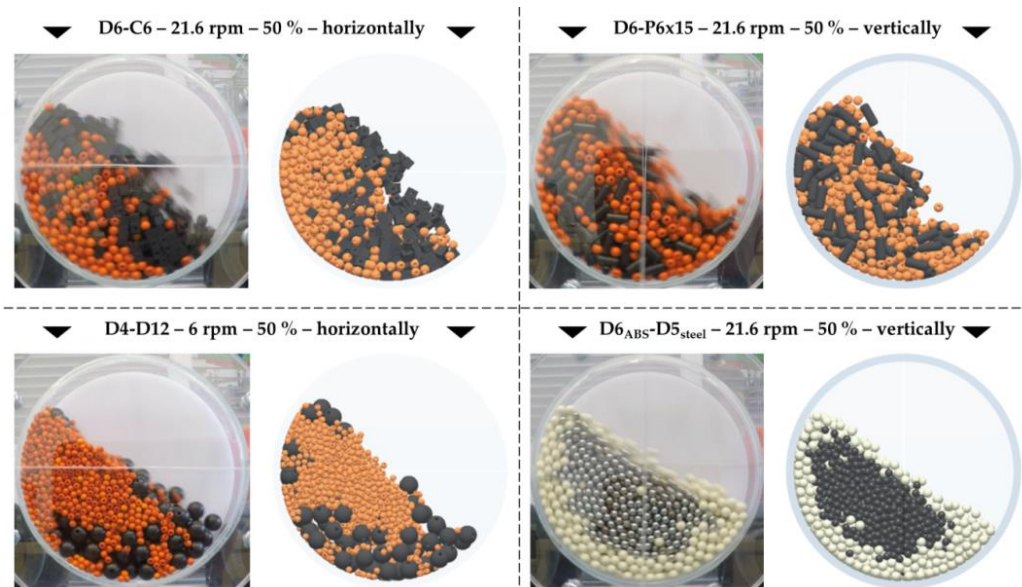 D6-C6 – 21.6 rpm – 50 % – horizontally
D6-P6x15 – 21.6 rpm – 50 % – vertically
D4-D12 – 6 rpm – 50 % – horizontally
D6ABS-D5steel – 21.6 rpm – 50 % – vertically